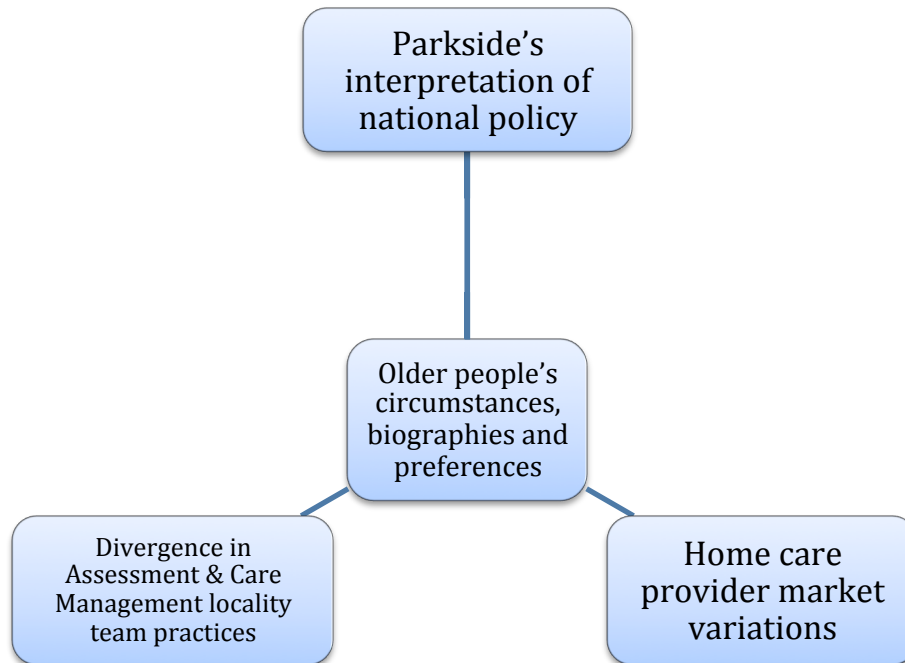 Parkside’s
interpretation of
national policy
Older people’s
circumstances,
biographies and
preferences
Divergence in
Assessment & Care
Management locality
team practices
Home care
provider market
variations